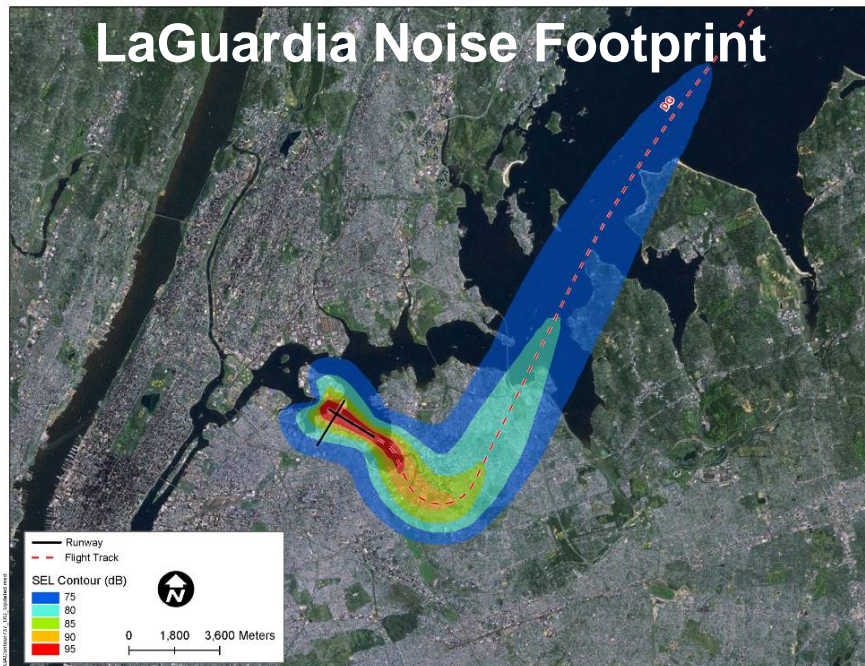 LaGuardia Noise Footprint
DG
Runway
Flight Track
SEL Contour (dB)
75
80
85
90
95
N
0 1,800 3,600 Meters